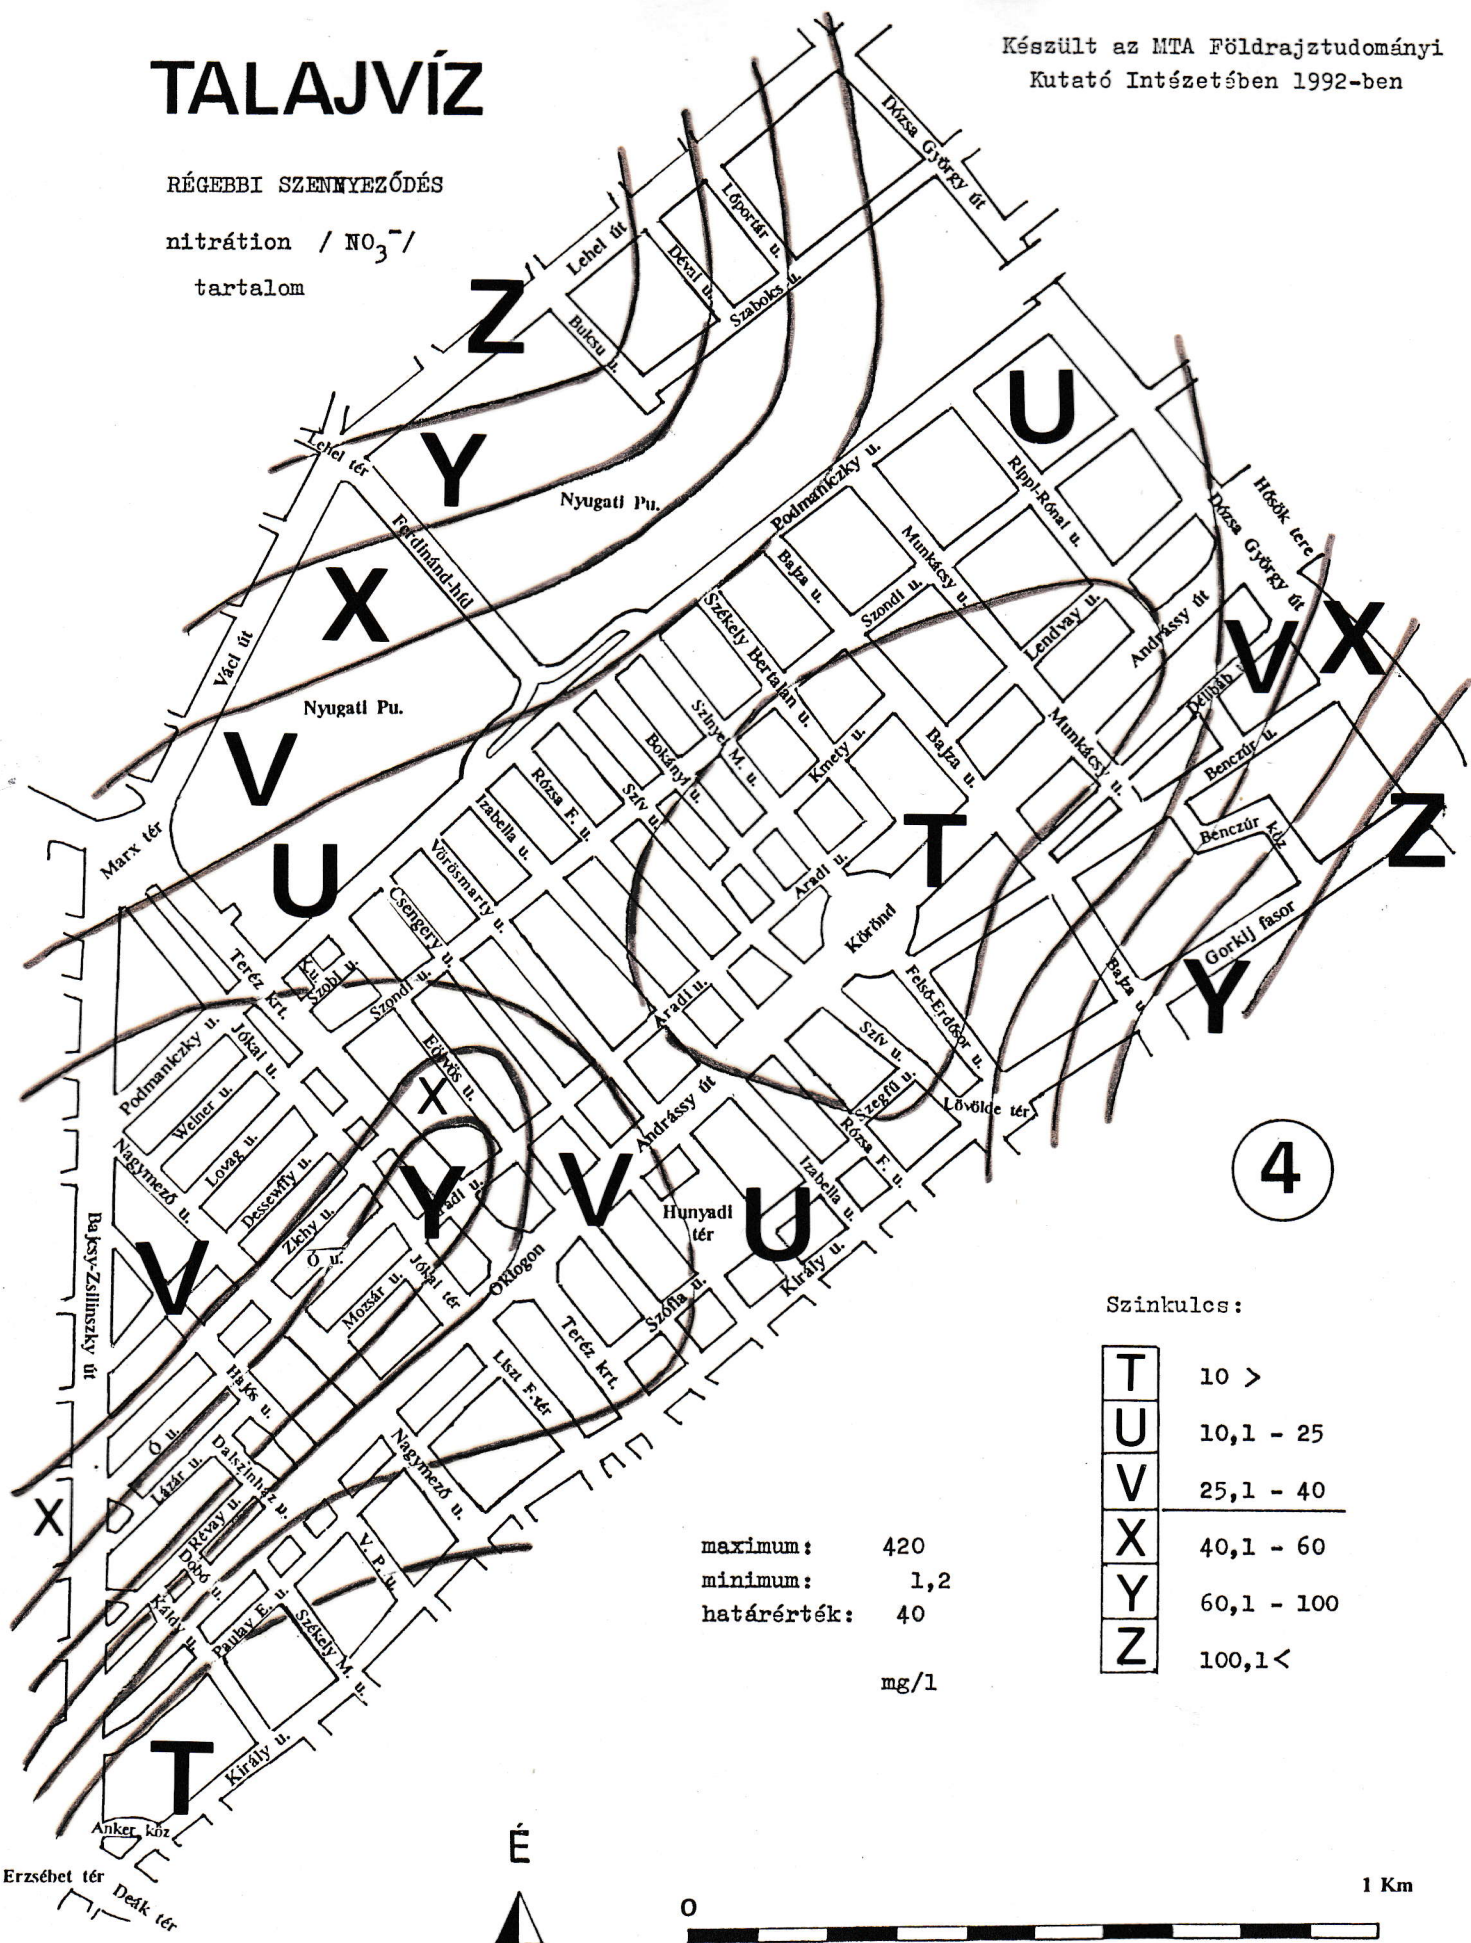 TALAJVÍZ
Készült az MTA Földrajztudományi
Kutató Intézetében 1992-ben
RÉGEBBI SZENNYEZŐDÉS
nitrátion / NO₃⁻/
tartalom
Dózsa György út
Lőportár u.
Lehel út
Dévai u.
Szabolcs u.
Z
Bulcsu u.
U
Lehel tér
Y
Nyugati Pu.
Podmaniczky u.
Rippl-Rónai u.
Hősök tere
Dózsa György út
Ferdinánd-híd
X
Bajza u.
Munkácsy u.
Szondi u.
Székely Bertalan u.
Lendvay u.
Andrássy út
V
X
Váci út
Nyugati Pu.
Délibáb u.
Szinyei M. u.
Kmety u.
Bajza u.
Munkácsy u.
Benczúr u.
V
Bokányi u.
Rózsa F. u.
Szív u.
Izabella u.
T
Benczúr köz
Z
Marx tér
U
Vörösmarty u.
Aradi u.
Csengery u.
Körönd
Gorkij fasor
Teréz krt.
Ku.
Szobi u.
Szondi u.
Aradi u.
Felső-Erdősor u.
Bajza u.
Y
Podmaniczky u.
Jókai u.
Eötvös u.
Szív u.
X
Weiner u.
Andrássy út
Szegfű u.
Lövölde tér
Lovag u.
Nagymező u.
Rózsa F. u.
Dessewffy u.
Y
V
Izabella u.
4
Aradi u.
Zichy u.
Hunyadi
tér
U
Ó u.
V
Jókai tér
Oktogon
Király u.
Bajcsy-Zsilinszky út
Mozsár u.
Szófia u.
Szinkulcs:
Teréz krt.
Liszt F. tér
Hajós u.
T 10 >
U 10,1 - 25
V 25,1 - 40
X 40,1 - 60
Y 60,1 - 100
Z 100,1<
Ó u.
Nagymező u.
Dalszínház u.
Lázár u.
X
Révay u.
V. P. u.
Dobó u.
maximum: 420
minimum: 1,2
határérték: 40
mg/l
Káldy u.
Paulay E. u.
Székely M. u.
T
Király u.
Anker köz
Erzsébet tér
Deák tér
É
0
1 Km